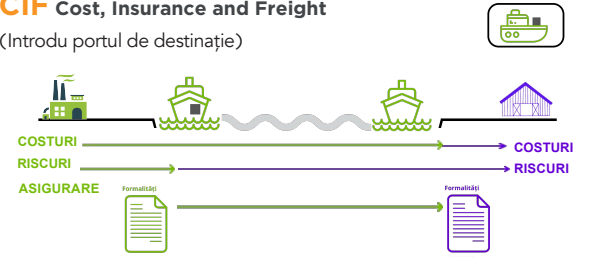 CIF Cost, Insurance and Freight
(Introdu portul de destinație)
COSTURI
COSTURI
RISCURI
RISCURI
ASIGURARE
Formalități
Formalități